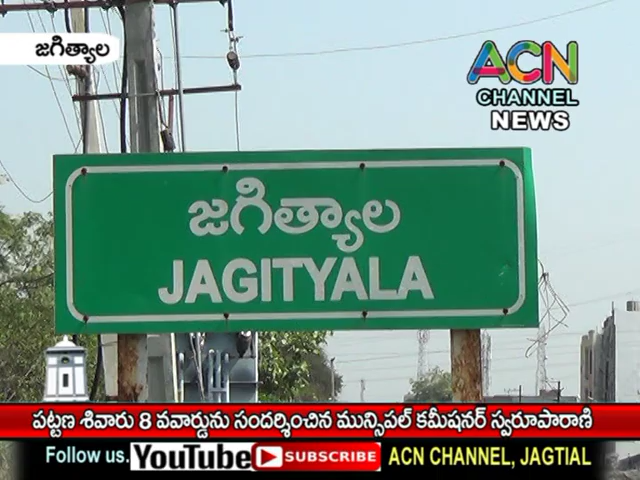 జగిత్యాల
ACN
CHANNEL
NEWS
జగిత్యాల
JAGITYALA
పట్టణ శివారు 8 వవార్డును సందర్శించిన మున్సిపల్ కమీషనర్ స్వరూపారాణి
Follow us. YouTube SUBSCRIBE ACN CHANNEL, JAGTIAL